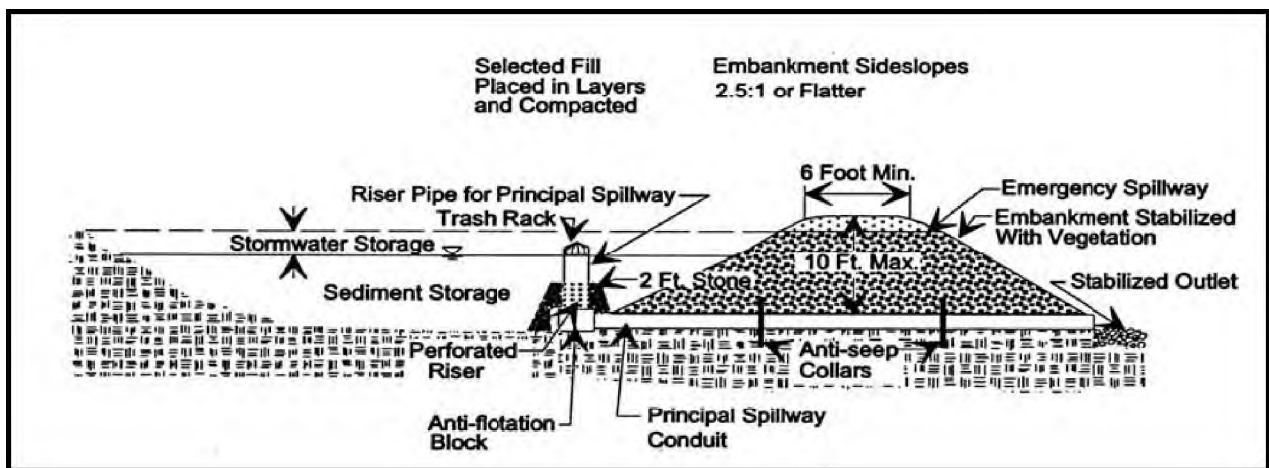 Selected Fill
Placed in Layers
and Compacted
Embankment Sideslopes
2.5:1 or Flatter
6 Foot Min.
Riser Pipe for Principal Spillway
Trash Rack
Emergency Spillway
Embankment Stabilized
With Vegetation
Stormwater Storage
10 Ft. Max.
Sediment Storage
2 Ft. Stone
Stabilized Outlet
Perforated
Riser
Anti-seep
Collars
Anti-flotation
Block
Principal Spillway
Conduit